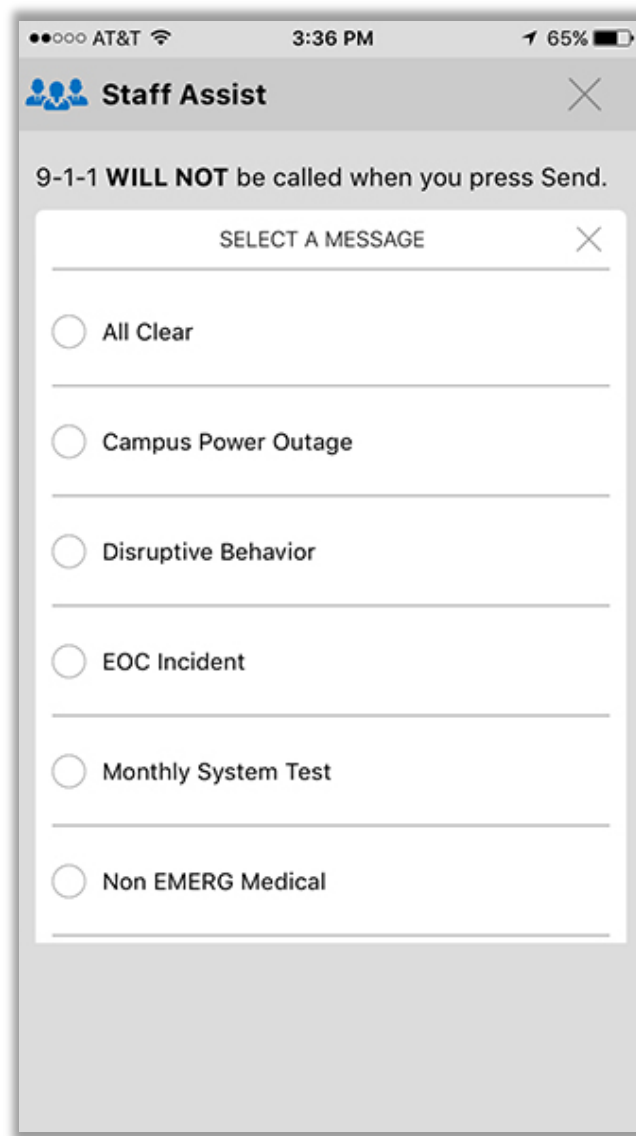 AT&T 3:36 PM 65%
Staff Assist
9-1-1 WILL NOT be called when you press Send.
SELECT A MESSAGE
All Clear
Campus Power Outage
Disruptive Behavior
EOC Incident
Monthly System Test
Non EMERG Medical